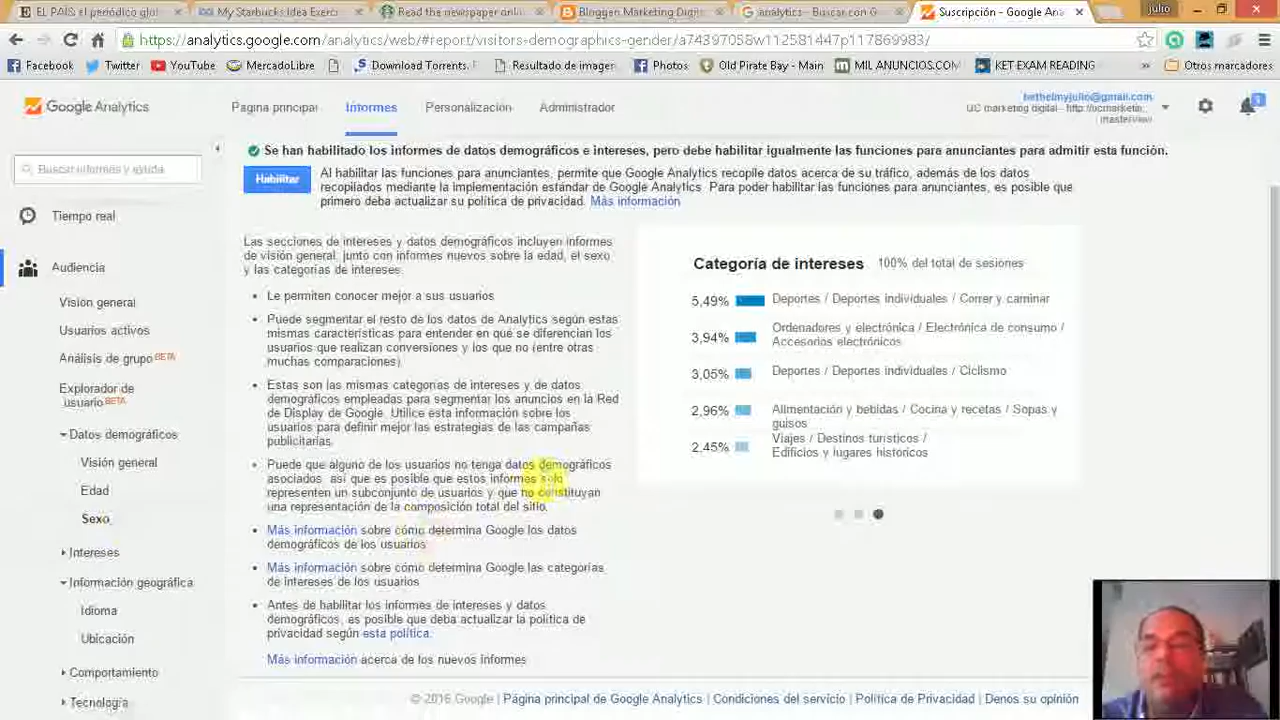 EL PAÍS: el periódico glo
My Starbucks Idea Exerci
Read the newspaper onlin
Bloggen Marketing Digit
analytics - Buscar con G
Suscripción - Google Ana
julio
https://analytics.google.com/analytics/web/#report/visitors-demographics-gender/a74397058w112581447p117869983/
Facebook
Twitter
YouTube
MercadoLibre
Download Torrents.
Resultado de imagen
Photos
Old Pirate Bay - Main
MIL ANUNCIOS.COM
KET EXAM READING
»
Otros marcadores
Google Analytics
Página principal
Informes
Personalización
Administrador
bethelmyjulio@gmail.com
UC marketing digital - http://ucmarketin...
masterview
Buscar informes y ayuda
Tiempo real
Audiencia
Visión general
Usuarios activos
Análisis de grupo BETA
Explorador de
usuario BETA
Datos demográficos
Visión general
Edad
Sexo
Intereses
Información geográfica
Idioma
Ubicación
Comportamiento
Tecnología
Se han habilitado los informes de datos demográficos e intereses, pero debe habilitar igualmente las funciones para anunciantes para admitir esta función.
Habilitar
Al habilitar las funciones para anunciantes, permite que Google Analytics recopile datos acerca de su tráfico, además de los datos
recopilados mediante la implementación estándar de Google Analytics. Para poder habilitar las funciones para anunciantes, es posible que
primero deba actualizar su política de privacidad. Más información
Las secciones de intereses y datos demográficos incluyen informes
de visión general, junto con informes nuevos sobre la edad, el sexo
y las categorías de intereses.
• Le permiten conocer mejor a sus usuarios
• Puede segmentar el resto de los datos de Analytics según estas
mismas características para entender en qué se diferencian los
usuarios que realizan conversiones y los que no (entre otras
muchas comparaciones).
• Estas son las mismas categorías de intereses y de datos
demográficos empleadas para segmentar los anuncios en la Red
de Display de Google. Utilice esta información sobre los
usuarios para definir mejor las estrategias de las campañas
publicitarias.
• Puede que alguno de los usuarios no tenga datos demográficos
asociados, así que es posible que estos informes solo
representen un subconjunto de usuarios y que no constituyan
una representación de la composición total del sitio.
• Más información sobre cómo determina Google los datos
demográficos de los usuarios
• Más información sobre cómo determina Google las categorías
de intereses de los usuarios
• Antes de habilitar los informes de intereses y datos
demográficos, es posible que deba actualizar la política de
privacidad según esta política.
Más información acerca de los nuevos informes
Categoría de intereses 100% del total de sesiones
5,49% Deportes / Deportes individuales / Correr y caminar
3,94% Ordenadores y electrónica / Electrónica de consumo /
Accesorios electrónicos
3,05% Deportes / Deportes individuales / Ciclismo
2,96% Alimentación y bebidas / Cocina y recetas / Sopas y
guisos
2,45% Viajes / Destinos turísticos /
Edificios y lugares históricos
© 2016 Google | Página principal de Google Analytics | Condiciones del servicio | Política de Privacidad | Denos su opinión